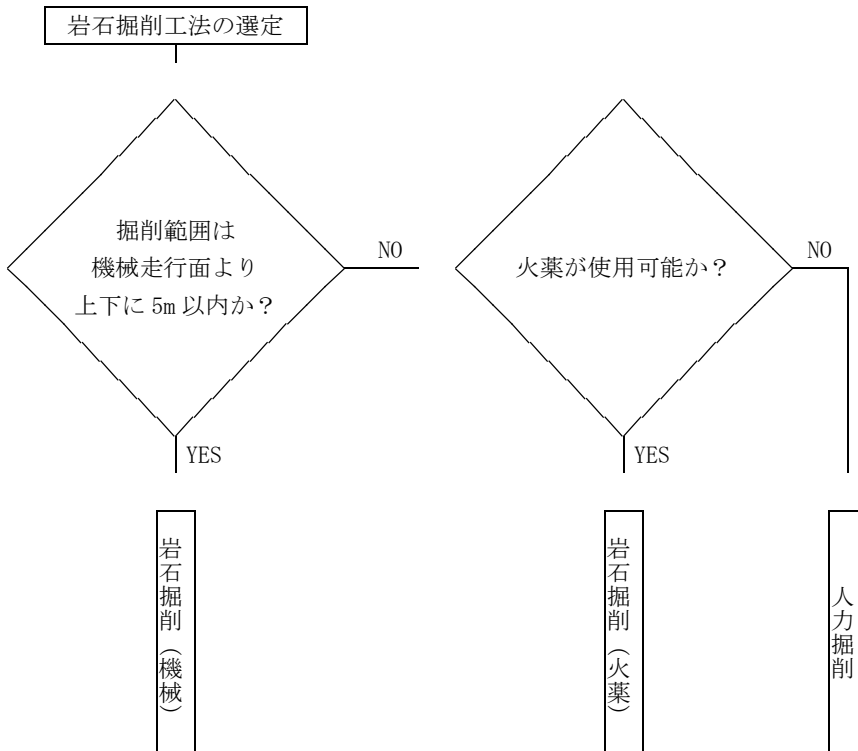 岩石掘削工法の選定
掘削範囲は
機械走行面より
上下に 5m 以内か？
NO
YES
火薬が使用可能か？
NO
YES
岩石掘削（機械）
岩石掘削（火薬）
人力掘削